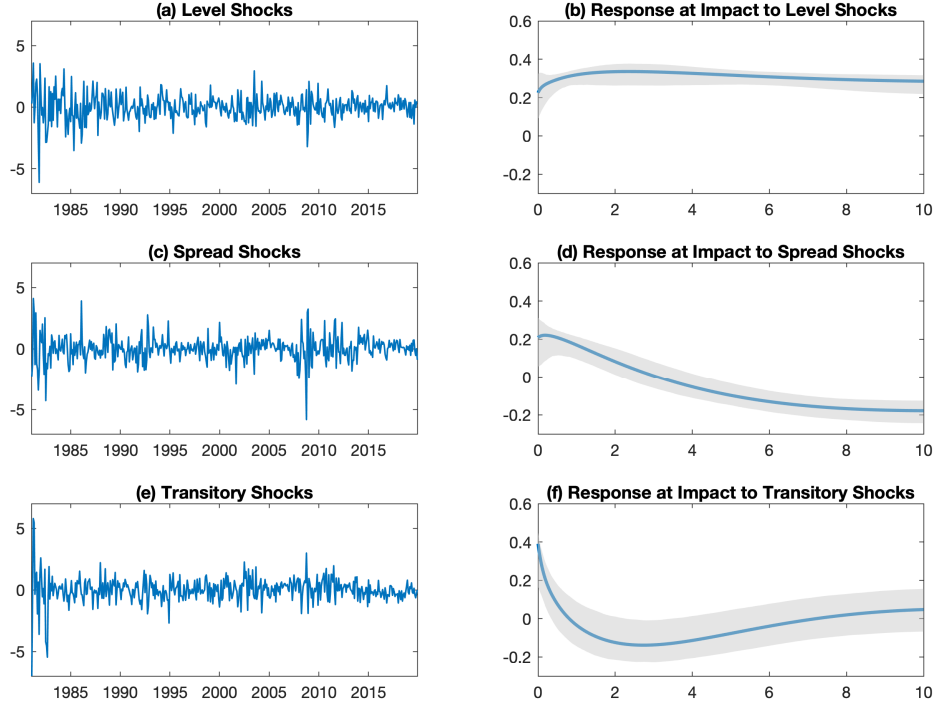 (a) Level Shocks
5
0
-5
1985 1990 1995 2000 2005 2010 2015
(b) Response at Impact to Level Shocks
0.6
0.4
0.2
0
-0.2
0 2 4 6 8 10
(c) Spread Shocks
5
0
-5
1985 1990 1995 2000 2005 2010 2015
(d) Response at Impact to Spread Shocks
0.6
0.4
0.2
0
-0.2
0 2 4 6 8 10
(e) Transitory Shocks
5
0
-5
1985 1990 1995 2000 2005 2010 2015
(f) Response at Impact to Transitory Shocks
0.6
0.4
0.2
0
-0.2
0 2 4 6 8 10